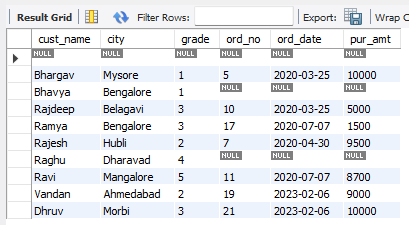 Result Grid Filter Rows: Export: Wrap C
cust_name city grade ord_no ord_date pur_amt
NULL NULL NULL NULL NULL NULL
Bhargav Mysore 1 5 2020-03-25 10000
Bhavya Bengalore 1 NULL NULL NULL
Rajdeep Belagavi 3 10 2020-03-25 5000
Ramya Bengalore 3 17 2020-07-07 1500
Rajesh Hubli 2 7 2020-04-30 9500
Raghu Dharavad 4 NULL NULL NULL
Ravi Mangalore 5 11 2020-07-07 8700
Vandan Ahmedabad 2 19 2023-02-06 9000
Dhruv Morbi 3 21 2023-02-06 10000